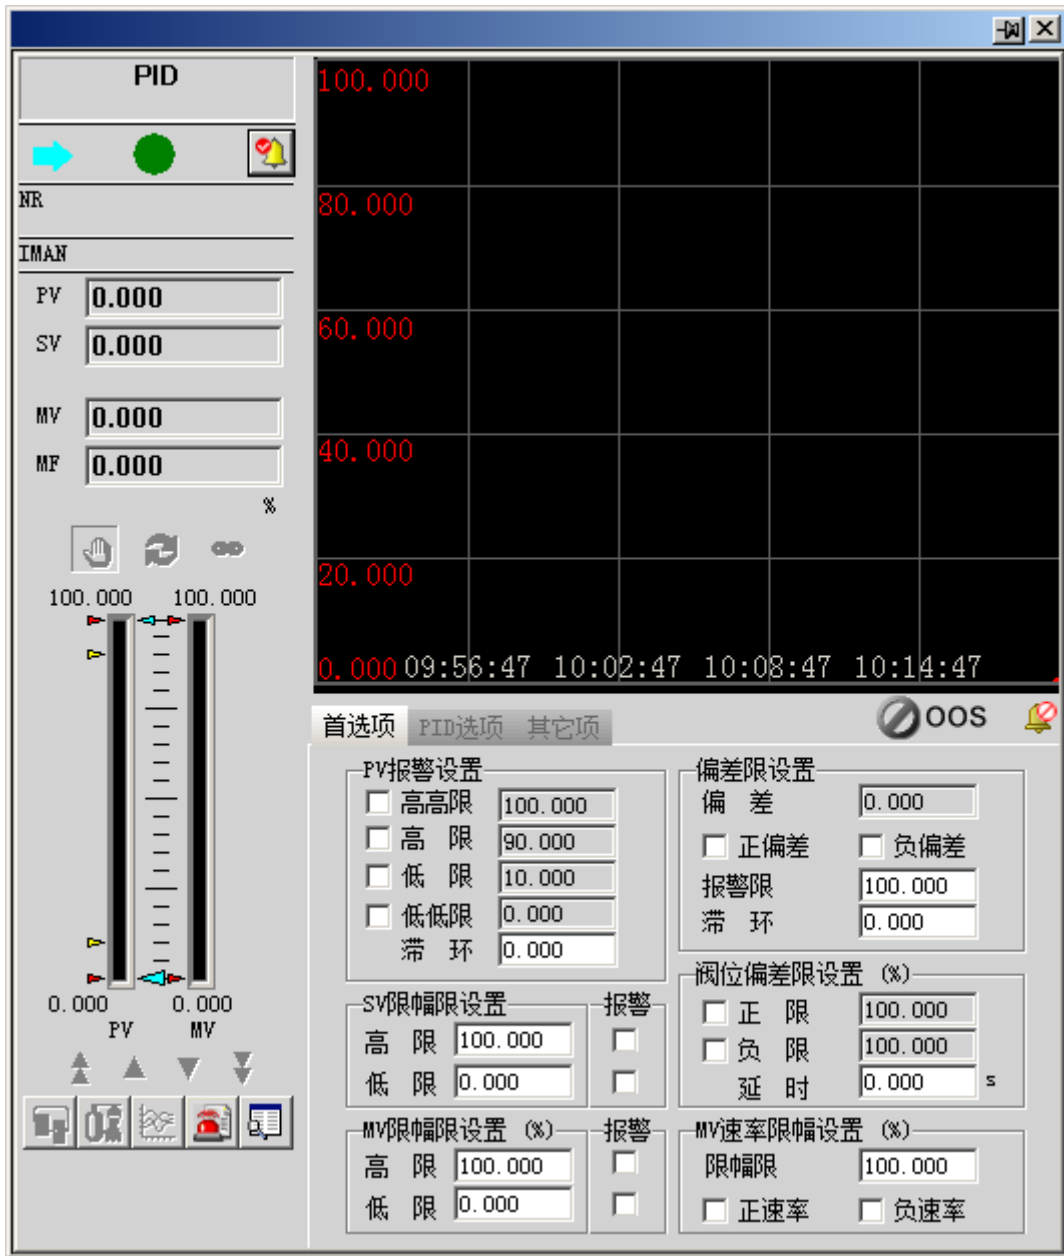 PID
NR
IMAN
PV 0.000
SV 0.000
MV 0.000
MF 0.000
%
100.000 100.000
0.000 0.000
PV MV
100.000
80.000
60.000
40.000
20.000
0.000 09:56:47 10:02:47 10:08:47 10:14:47
首选项 PID选项 其它项
OOS
PV报警设置
高高限 100.000
高 限 90.000
低 限 10.000
低低限 0.000
滞 环 0.000
SV限幅限设置 报警
高 限 100.000
低 限 0.000
MV限幅限设置 (%) 报警
高 限 100.000
低 限 0.000
偏差限设置
偏 差 0.000
正偏差 负偏差
报警限 100.000
滞 环 0.000
阀位偏差限设置 (%)
正 限 100.000
负 限 100.000
延 时 0.000 s
MV速率限幅设置 (%)
限幅限 100.000
正速率 负速率